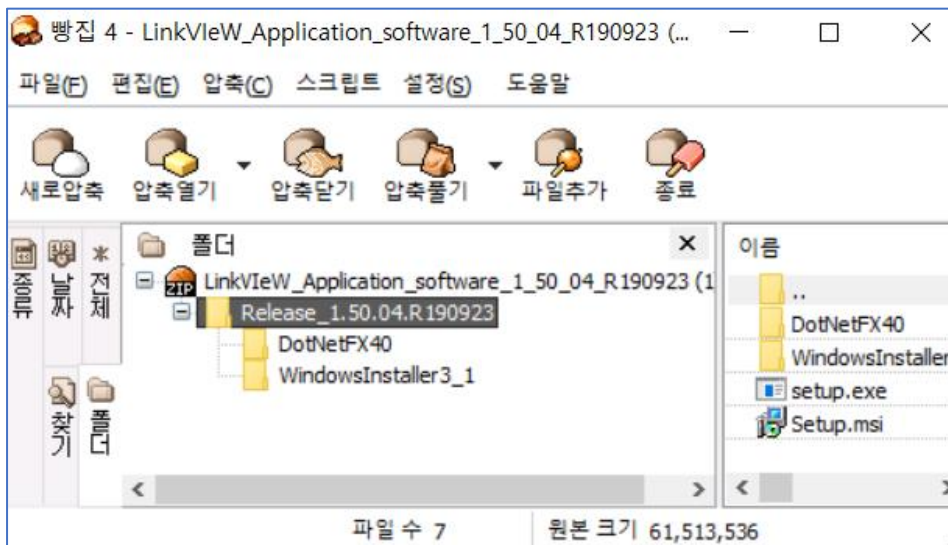 빵집 4 - LinkVIeW_Application_software_1_50_04_R190923 (...
파일(F) 편집(E) 압축(C) 스크립트 설정(S) 도움말
새로압축 압축열기 압축닫기 압축풀기 파일추가 종료
종류
날짜
전체
찾기
폴더
폴더
ZIP
LinkVIeW_Application_software_1_50_04_R190923 (1
Release_1.50.04.R190923
DotNetFX40
WindowsInstaller3_1
이름
..
DotNetFX40
WindowsInstaller
setup.exe
Setup.msi
파일 수 7 원본 크기 61,513,536